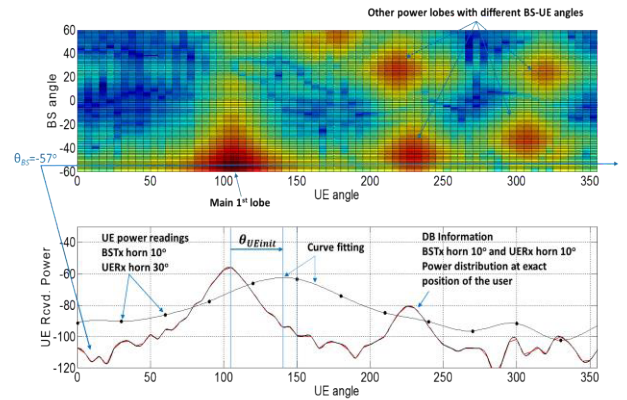 Other power lobes with different BS-UE angles
60
40
20
0
-20
-40
-60
BS angle
θBS=-57°
0
50
100
150
200
250
300
350
UE angle
Main 1st lobe
UE power readings
BSTx horn 10°
UERx horn 30°
θUEinit
Curve fitting
DB Information
BSTx horn 10° and UERx horn 10°
Power distribution at exact
position of the user
-40
-60
-80
-100
-120
UE Rcvd. Power
0
50
100
150
200
250
300
350
UE angle